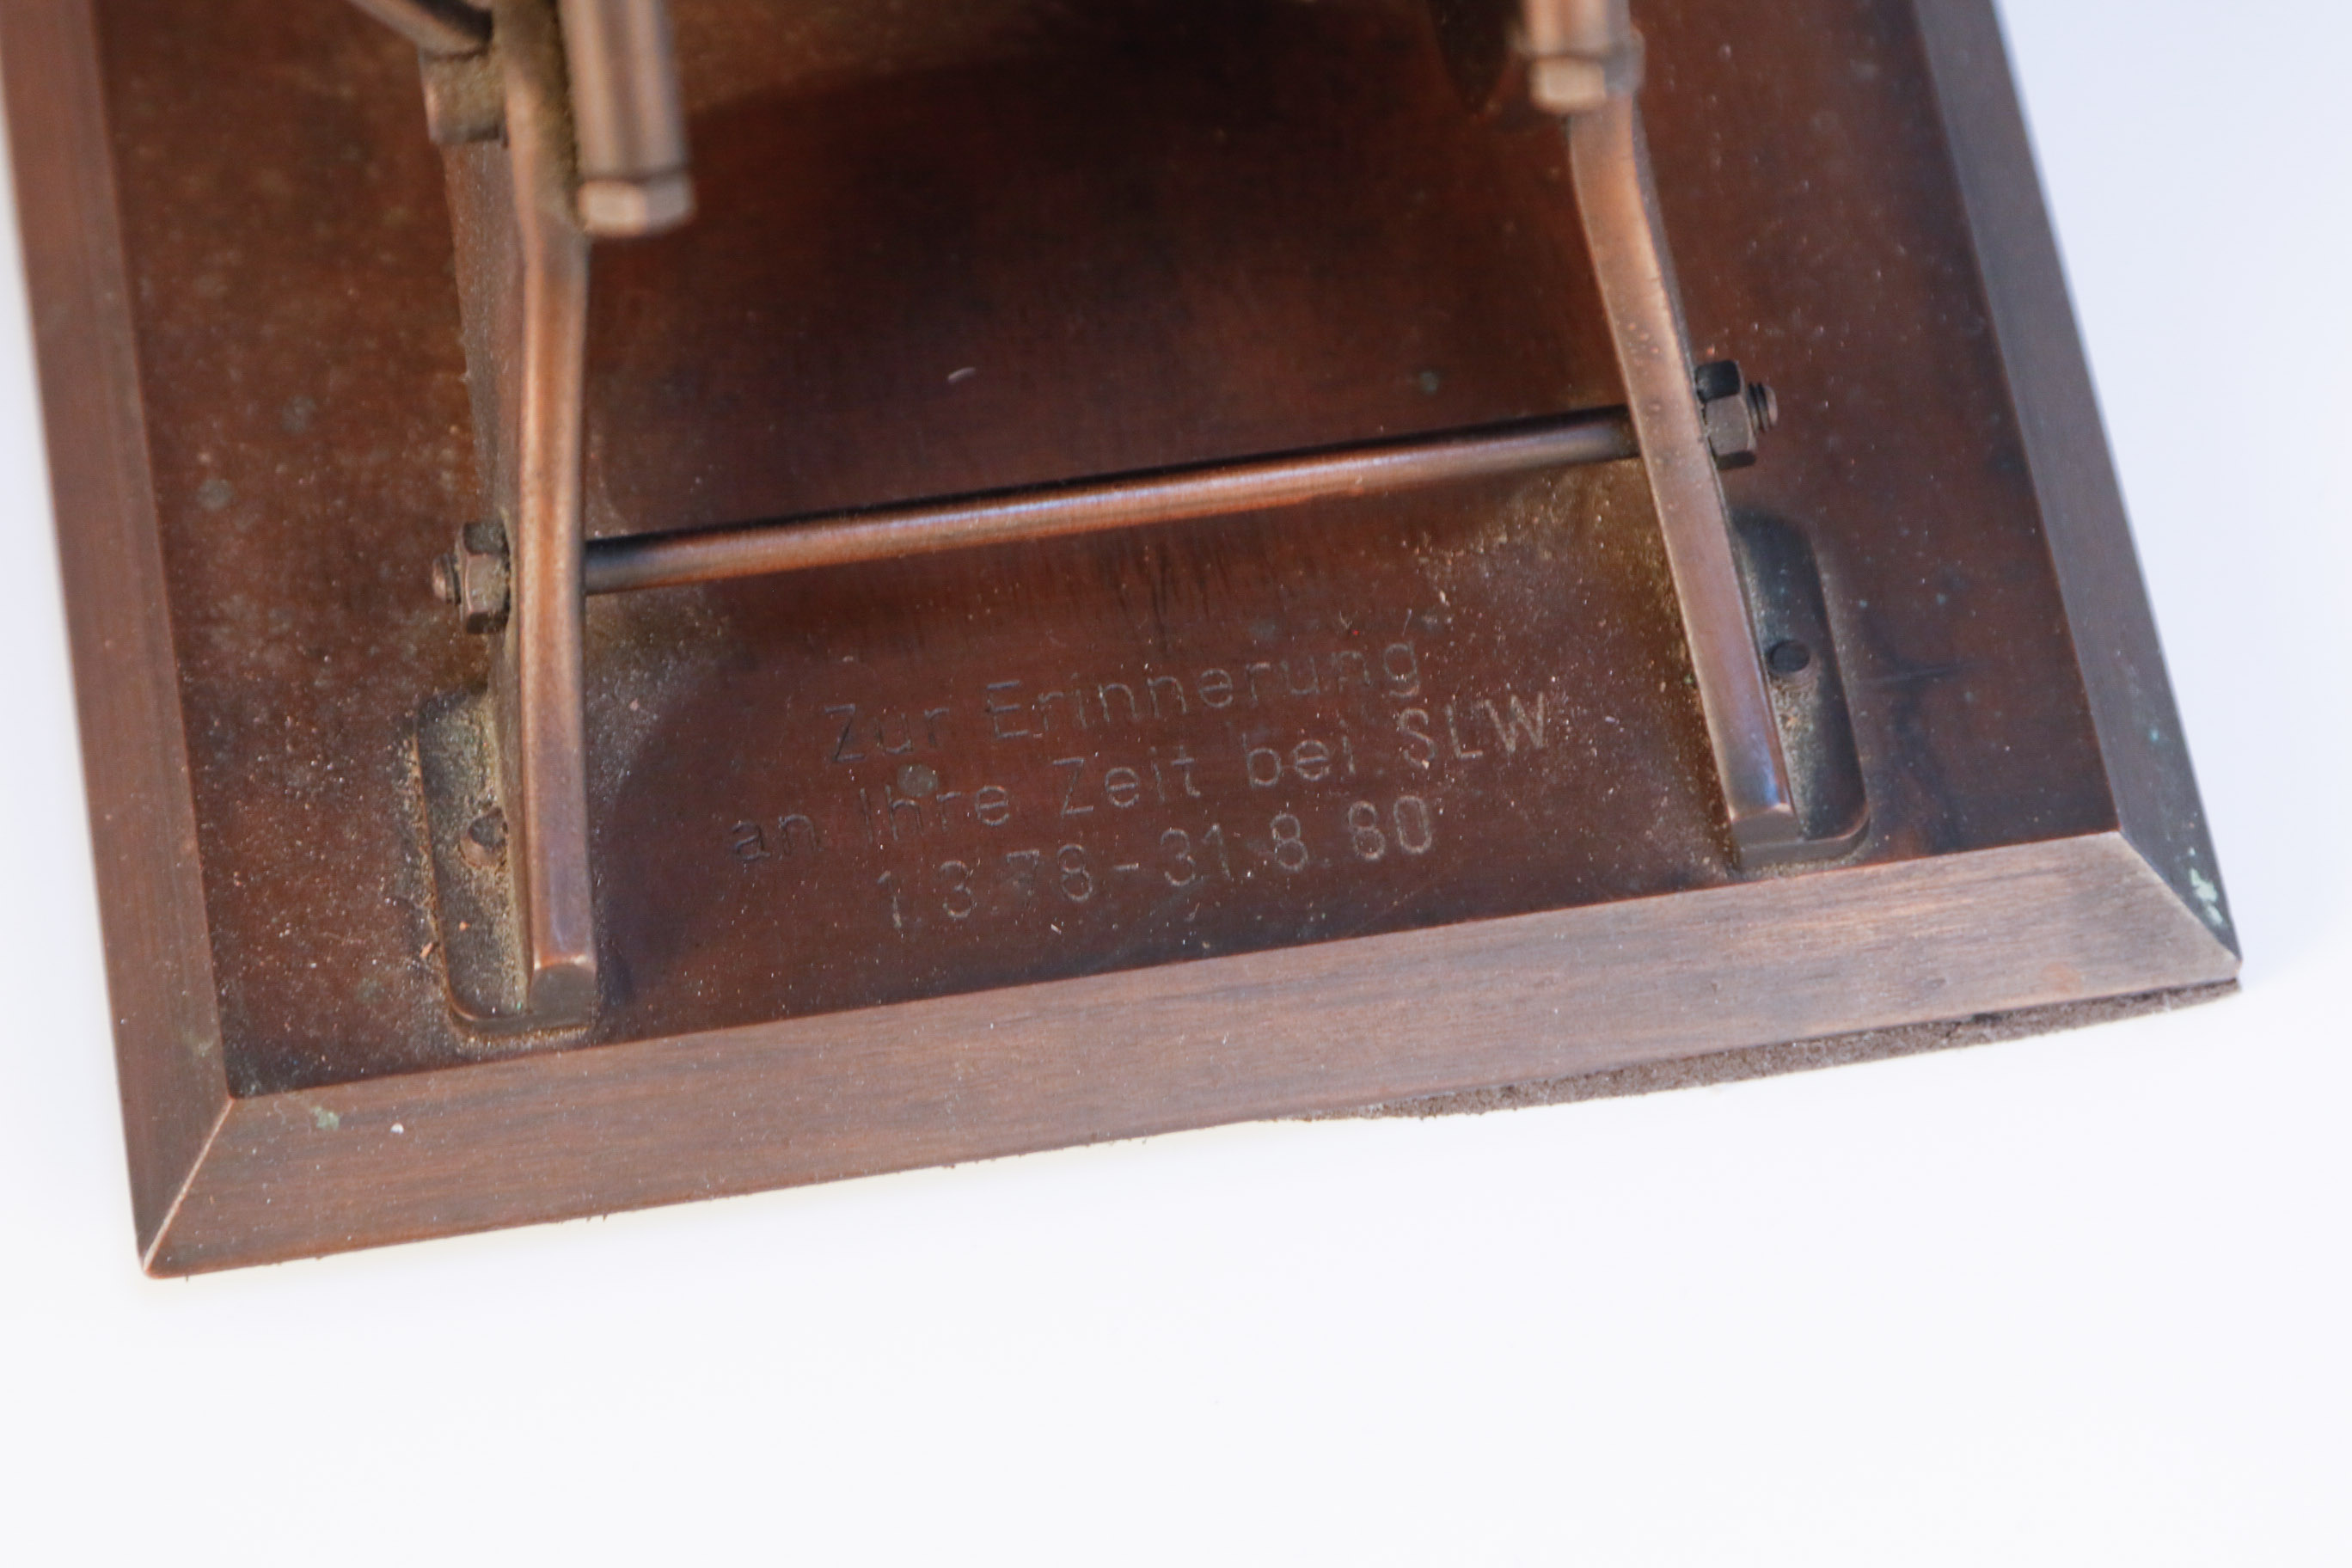 Zur Erinnerung
an Ihre Zeit bei SLW
1.3.78-31.8.80